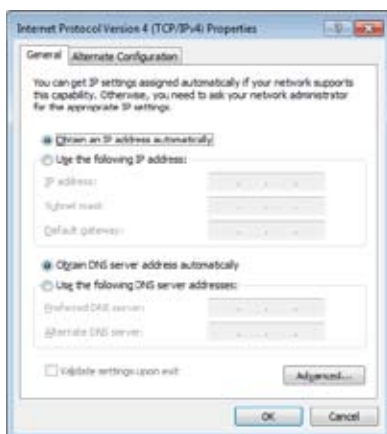 Internet Protocol Version 4 (TCP/IPv4) Properties
General
Alternate Configuration
You can get IP settings assigned automatically if your network supports
this capability. Otherwise, you need to ask your network administrator
for the appropriate IP settings.
Obtain an IP address automatically
Use the following IP address:
IP address:
Subnet mask:
Default gateway:
Obtain DNS server address automatically
Use the following DNS server addresses:
Preferred DNS server:
Alternate DNS server:
Validate settings upon exit
Advanced...
OK
Cancel